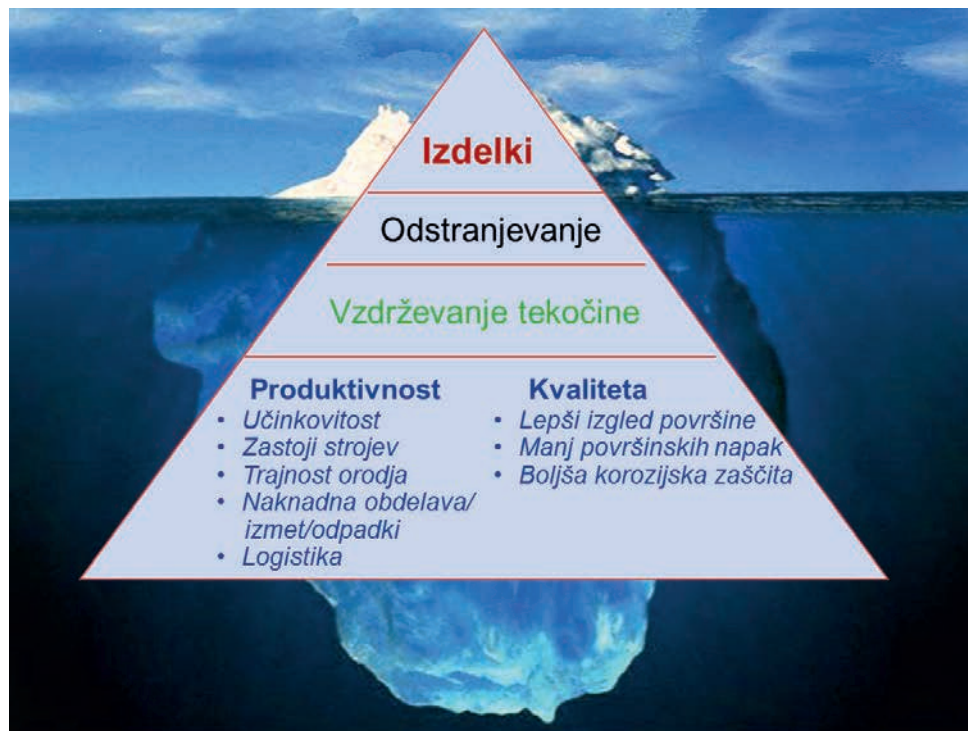 Izdelki
Odstranjevanje
Vzdrževanje tekočine
Produktivnost
• Učinkovitost
• Zastoji strojev
• Trajnost orodja
• Naknadna obdelava/
izmet/odpadki
• Logistika
Kvaliteta
• Lepši izgled površine
• Manj površinskih napak
• Boljša korozijska zaščita